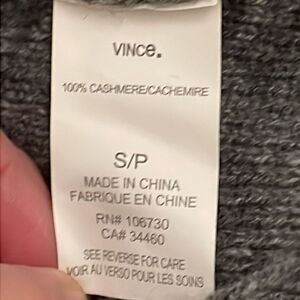 VINCE.
100% CASHMERE/CACHEMIRE
S/P
MADE IN CHINA
FABRIQUE EN CHINE
RN# 106730
CA# 34460
SEE REVERSE FOR CARE
VOIR AU VERSO POUR LES SOINS